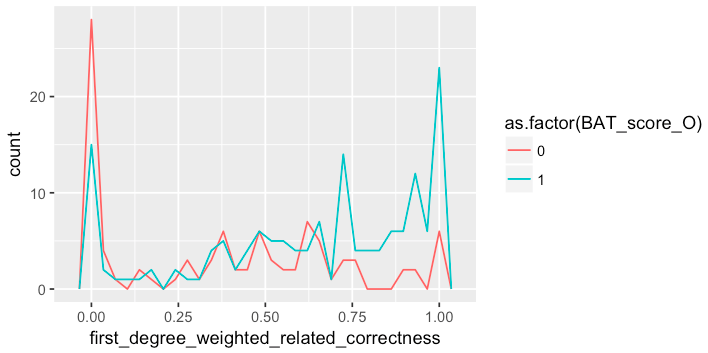 20
10
0
count
0.00 0.25 0.50 0.75 1.00
first_degree_weighted_related_correctness
as.factor(BAT_score_O)
0
1